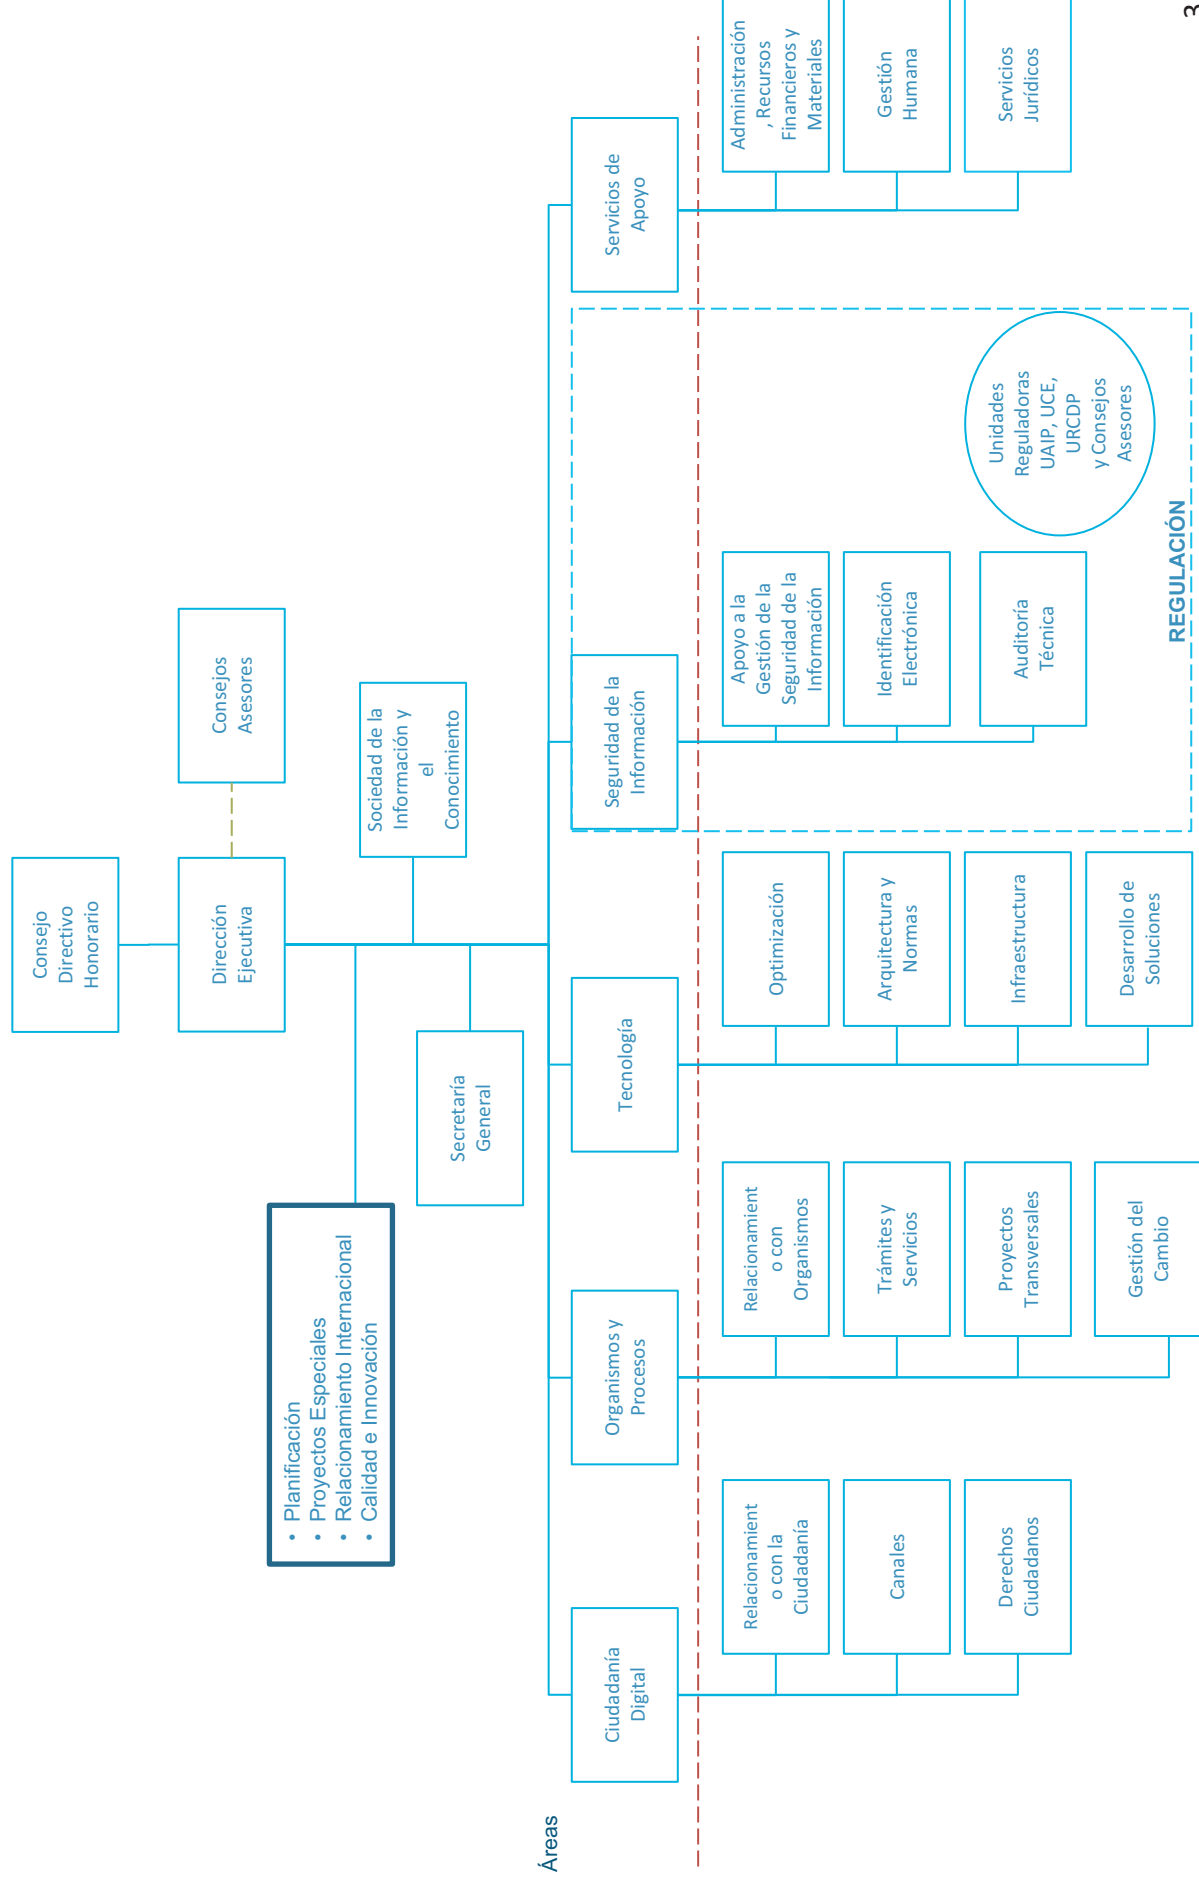 Consejo
Directivo
Honorario
Dirección
Ejecutiva
Consejos
Asesores
• Planificación
• Proyectos Especiales
• Relacionamiento Internacional
• Calidad e Innovación
Sociedad de la
Información y
el
Conocimiento
Secretaría
General
Áreas
Ciudadanía
Digital
Organismos y
Procesos
Tecnología
Seguridad de la
Información
Servicios de
Apoyo
Relacionamient
o con la
Ciudadanía
Canales
Derechos
Ciudadanos
Relacionamient
o con
Organismos
Trámites y
Servicios
Proyectos
Transversales
Gestión del
Cambio
Optimización
Arquitectura y
Normas
Infraestructura
Desarrollo de
Soluciones
Apoyo a la
Gestión de la
Seguridad de la
Información
Identificación
Electrónica
Auditoría
Técnica
Unidades
Reguladoras
UAIP, UCE,
URCDP
y Consejos
Asesores
REGULACIÓN
Administración
, Recursos
Financieros y
Materiales
Gestión
Humana
Servicios
Jurídicos
3